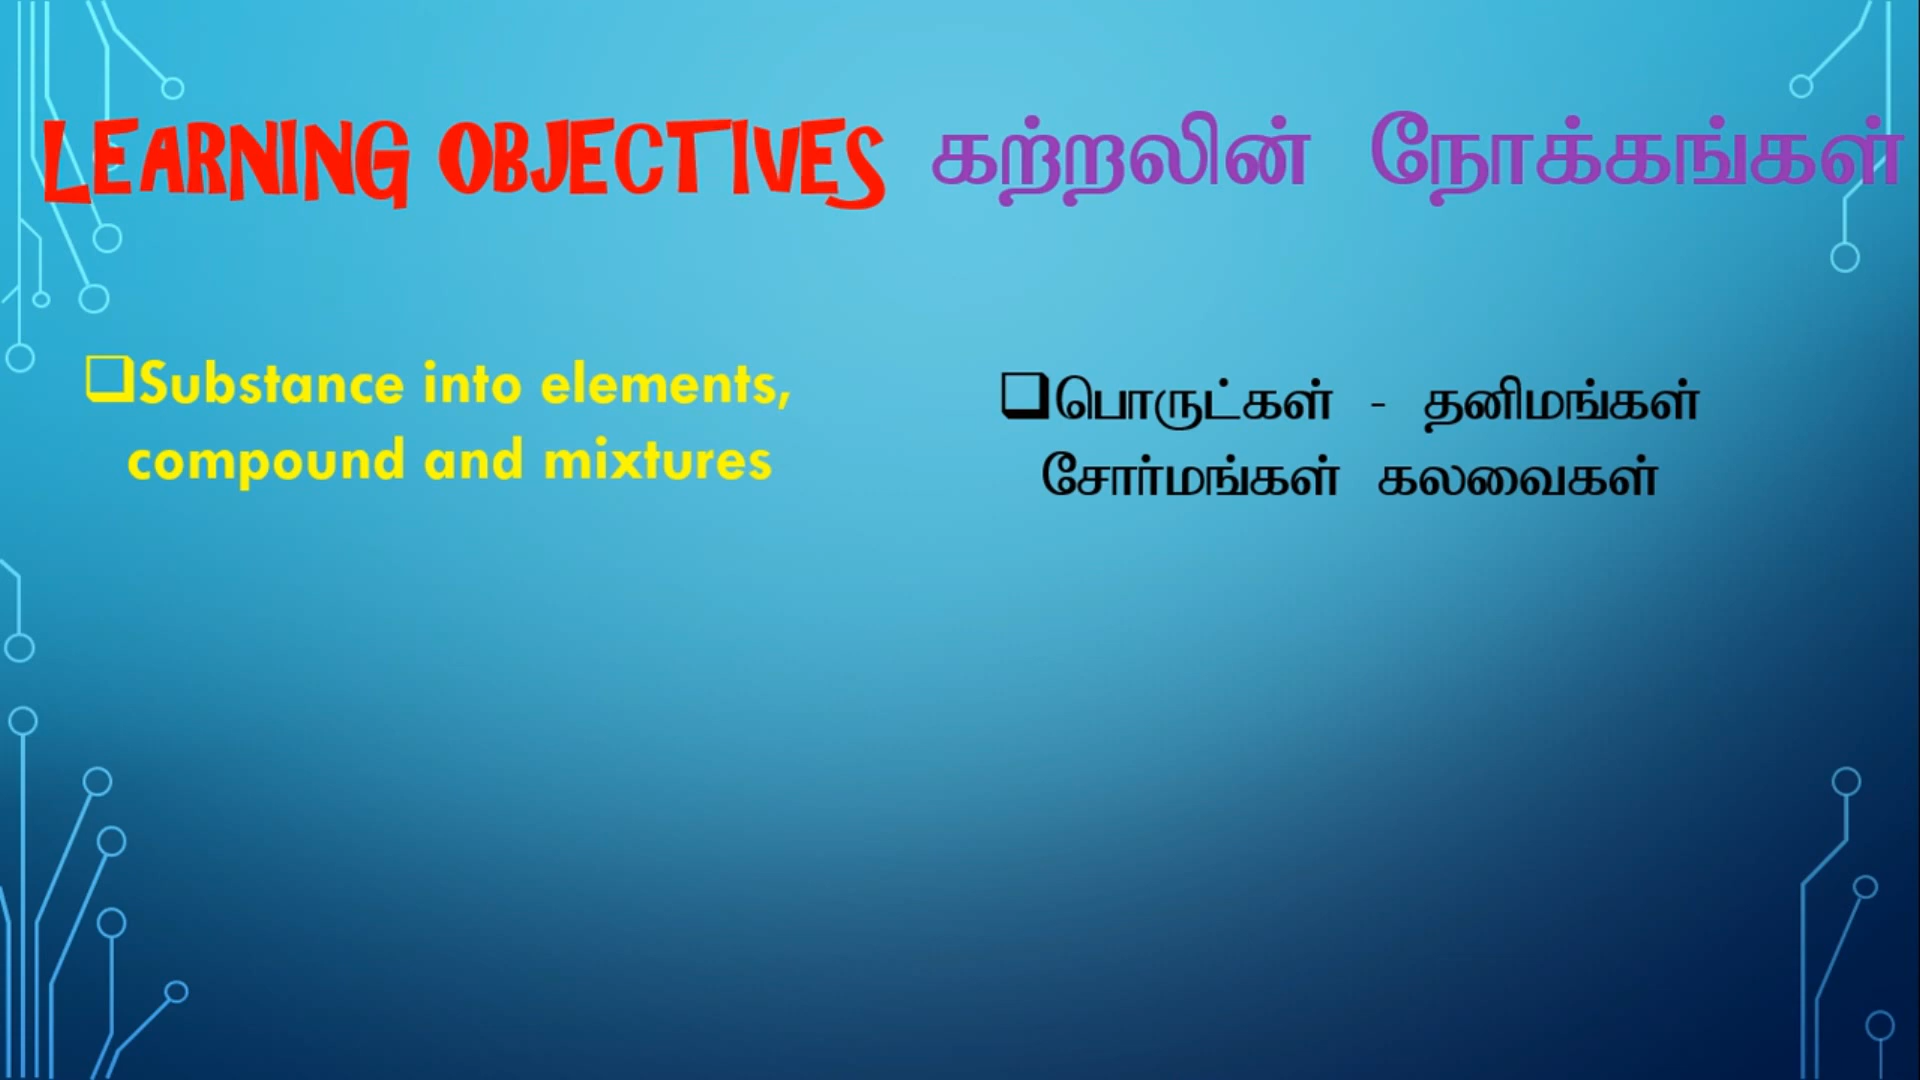 LEARNING OBJECTIVES கற்றலின் நோக்கங்கள்
❑Substance into elements,
compound and mixtures
❑பொருட்கள் - தனிமங்கள்
சேர்மங்கள் கலவைகள்